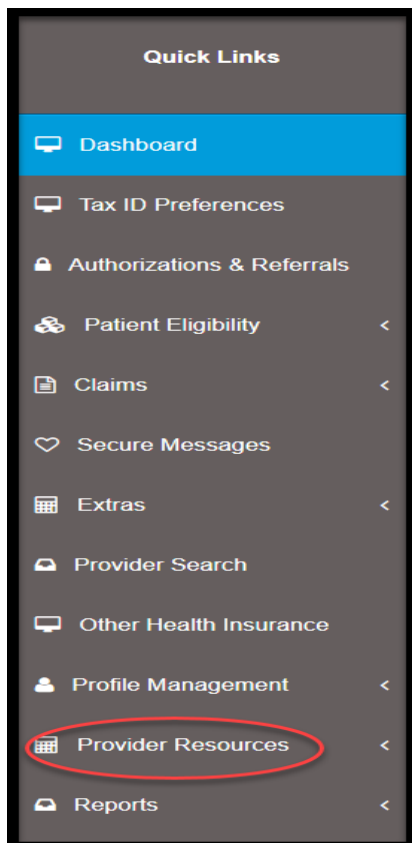 Quick Links
Dashboard
Tax ID Preferences
Authorizations & Referrals
Patient Eligibility <
Claims <
Secure Messages
Extras <
Provider Search
Other Health Insurance
Profile Management <
Provider Resources <
Reports <